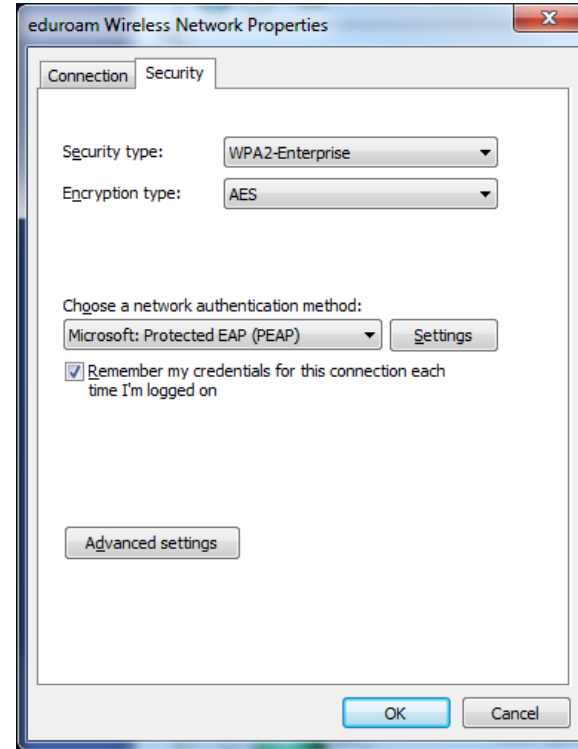 eduroam Wireless Network Properties
Connection Security
Security type: WPA2-Enterprise
Encryption type: AES
Choose a network authentication method:
Microsoft: Protected EAP (PEAP) Settings
Remember my credentials for this connection each
time I'm logged on
Advanced settings
OK Cancel